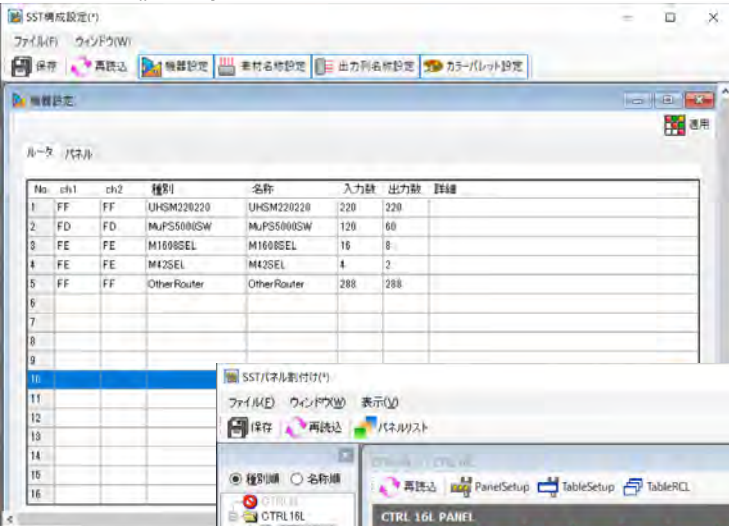 SST構成設定(*)
ファイル(F) ウィンドウ(W)
保存 再読込 機器設定 素材名称設定 出力列名称設定 カラーパレット設定
機器設定
適用
ルータ パネル
No ch1 ch2 種別 名称 入力数 出力数 詳細
1 FF FF UHSM220220 UHSM220220 220 220
2 FD FD MuPS5000SW MuPS5000SW 120 60
3 FE FE M1608SEL M1608SEL 16 8
4 FE FE M42SEL M42SEL 4 2
5 FF FF OtherRouter OtherRouter 288 288
6
7
8
9
10
11
12
13
14
15
16
SSTパネル割付け(*)
ファイル(F) ウィンドウ(W) 表示(V)
保存 再読込 パネルリスト
種別順 名称順
再読込 PanelSetup TableSetup TableRCL
CTRL16L
CTRL 16L PANEL